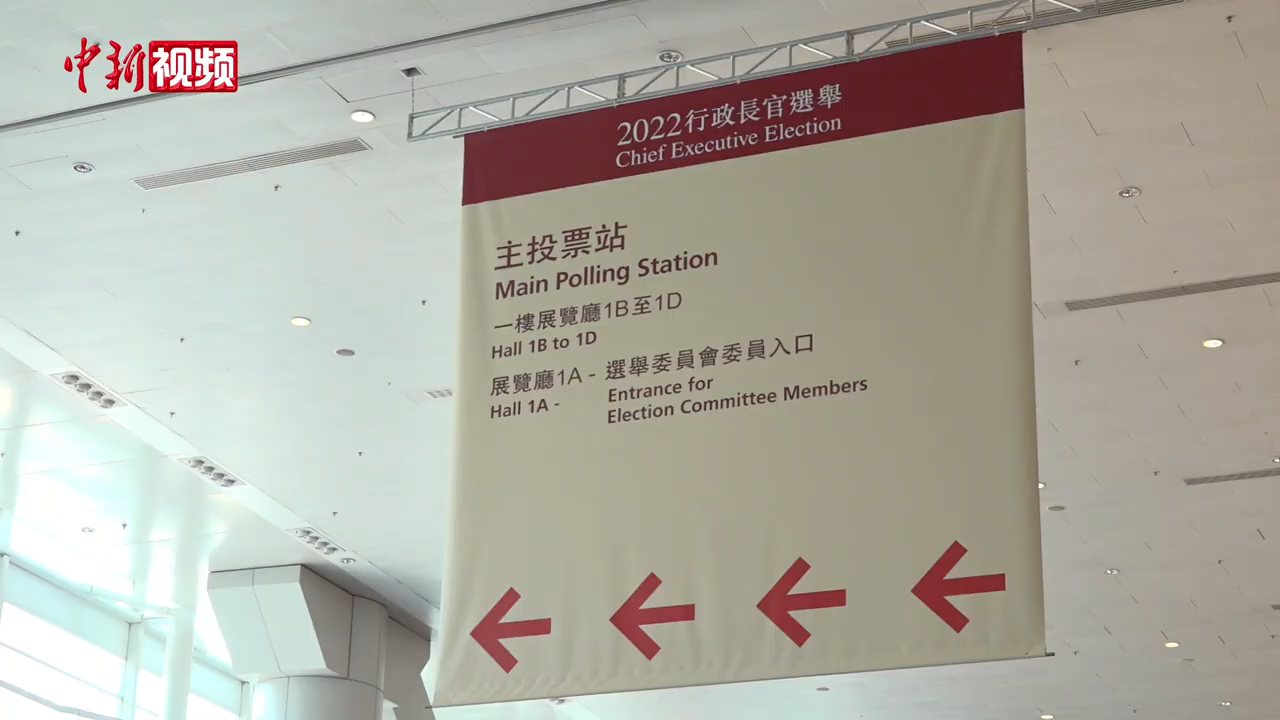 中新视频
2022行政長官選舉
Chief Executive Election
主投票站
Main Polling Station
一樓展覽廳1B至1D
Hall 1B to 1D
展覽廳1A - 選舉委員會委員入口
Hall 1A - Entrance for
Election Committee Members